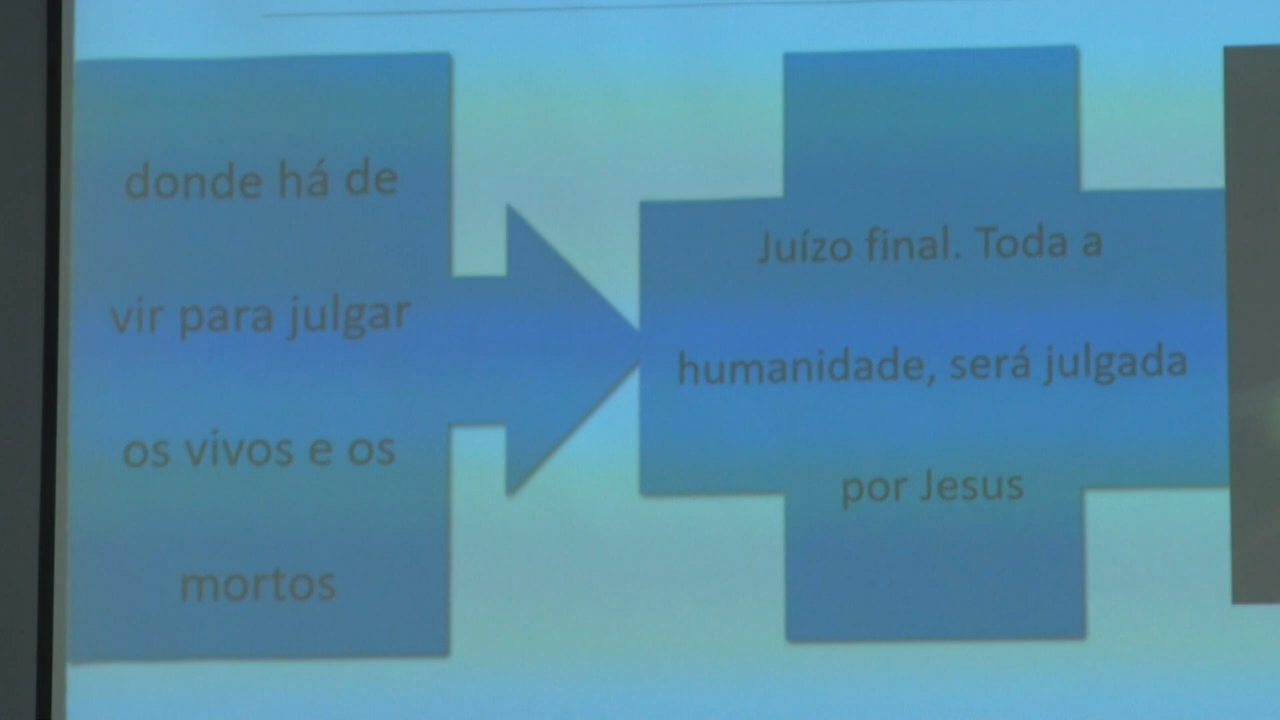 donde há de
vir para julgar
os vivos e os
mortos
Juízo final. Toda a
humanidade, será julgada
por Jesus